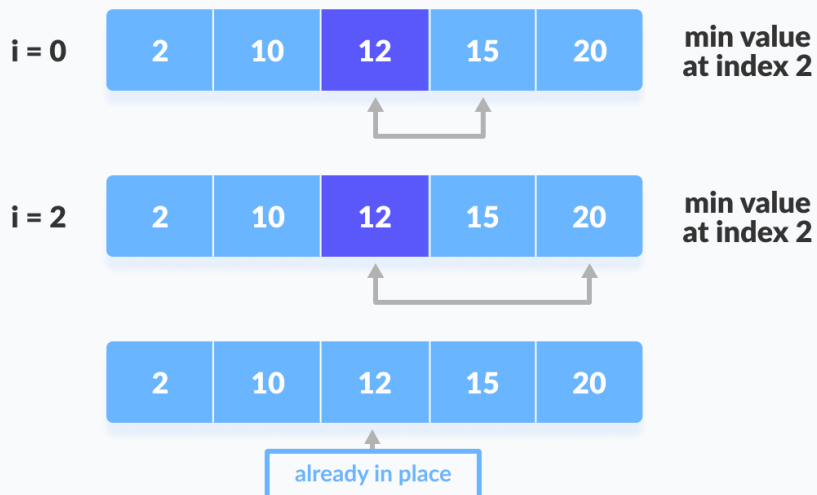 i = 0 2 10 12 15 20 min value
at index 2
i = 2 2 10 12 15 20 min value
at index 2
2 10 12 15 20
already in place